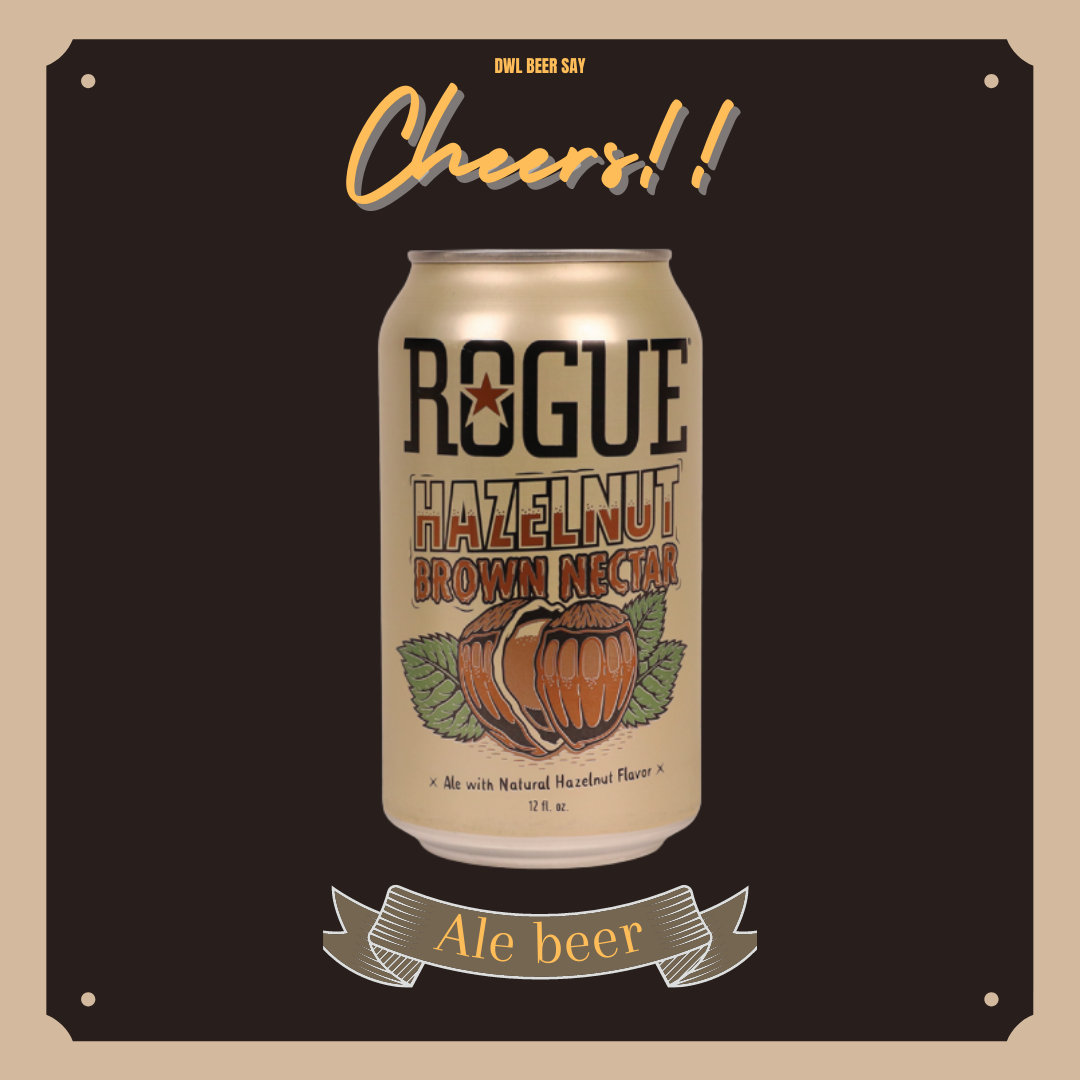 DWL BEER SAY
Cheers!!
ROGUE
HAZELNUT
BROWN NECTAR
x Ale with Natural Hazelnut Flavor x
12 fl. oz.
Ale beer